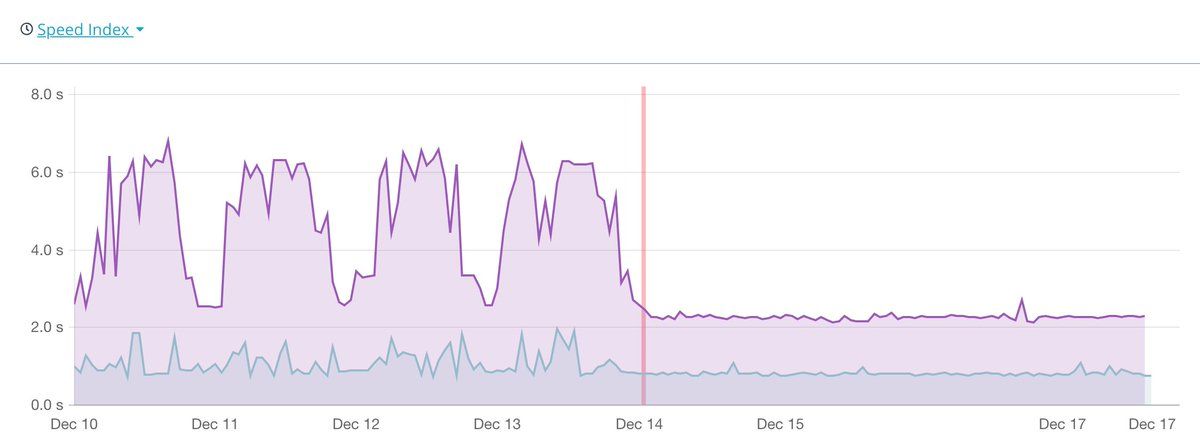 Speed Index
8.0 s
6.0 s
4.0 s
2.0 s
0.0 s
Dec 10 Dec 11 Dec 12 Dec 13 Dec 14 Dec 15 Dec 17 Dec 17